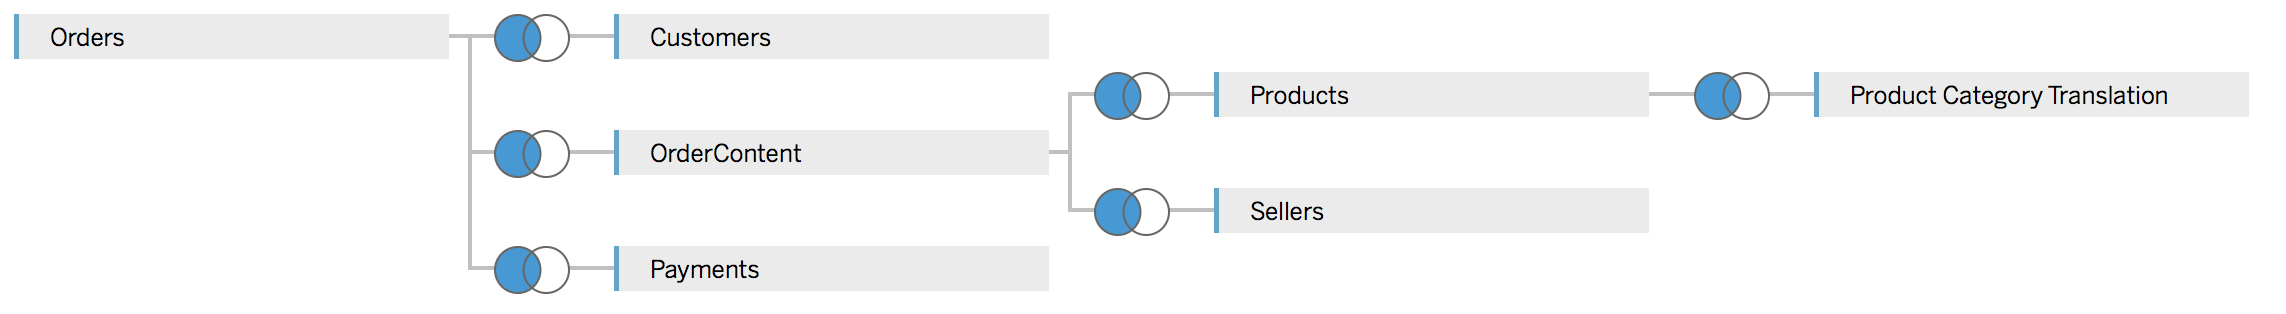 Orders
Customers
Products
Product Category Translation
OrderContent
Sellers
Payments